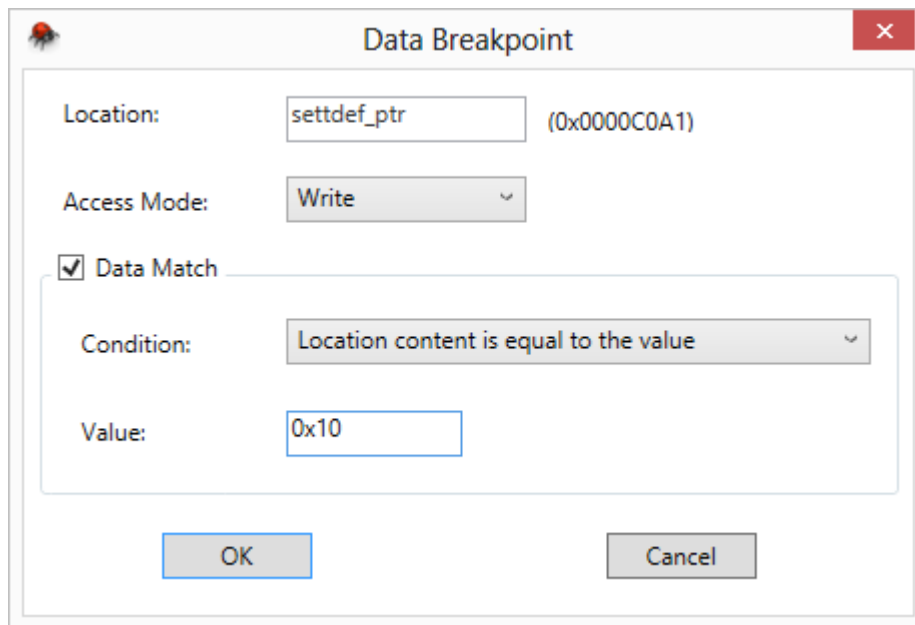 Data Breakpoint
Location: settdef_ptr (0x0000C0A1)
Access Mode: Write
Data Match
Condition: Location content is equal to the value
Value: 0x10
OK Cancel